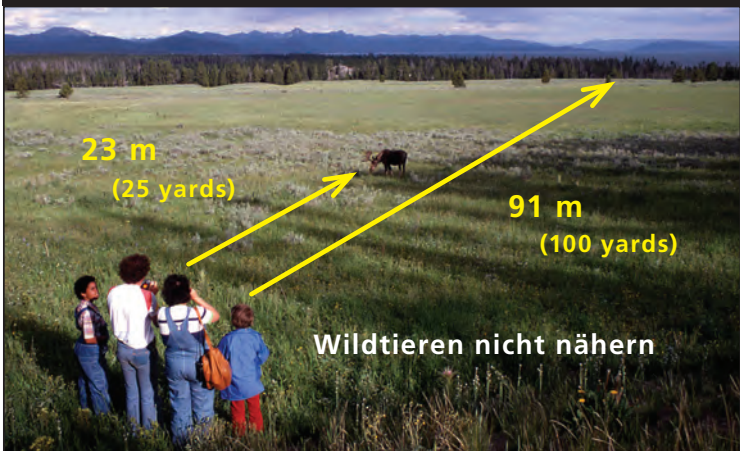 23 m
(25 yards)
91 m
(100 yards)
Wildtieren nicht nähern